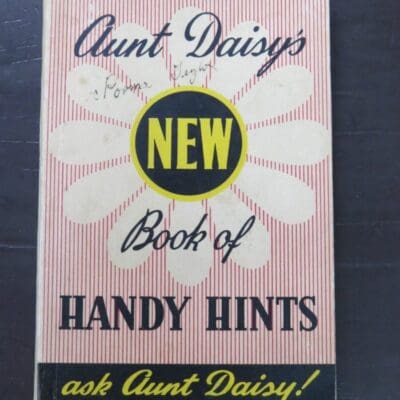 Aunt Daisy's
NEW
Book of
HANDY HINTS
ask Aunt Daisy!